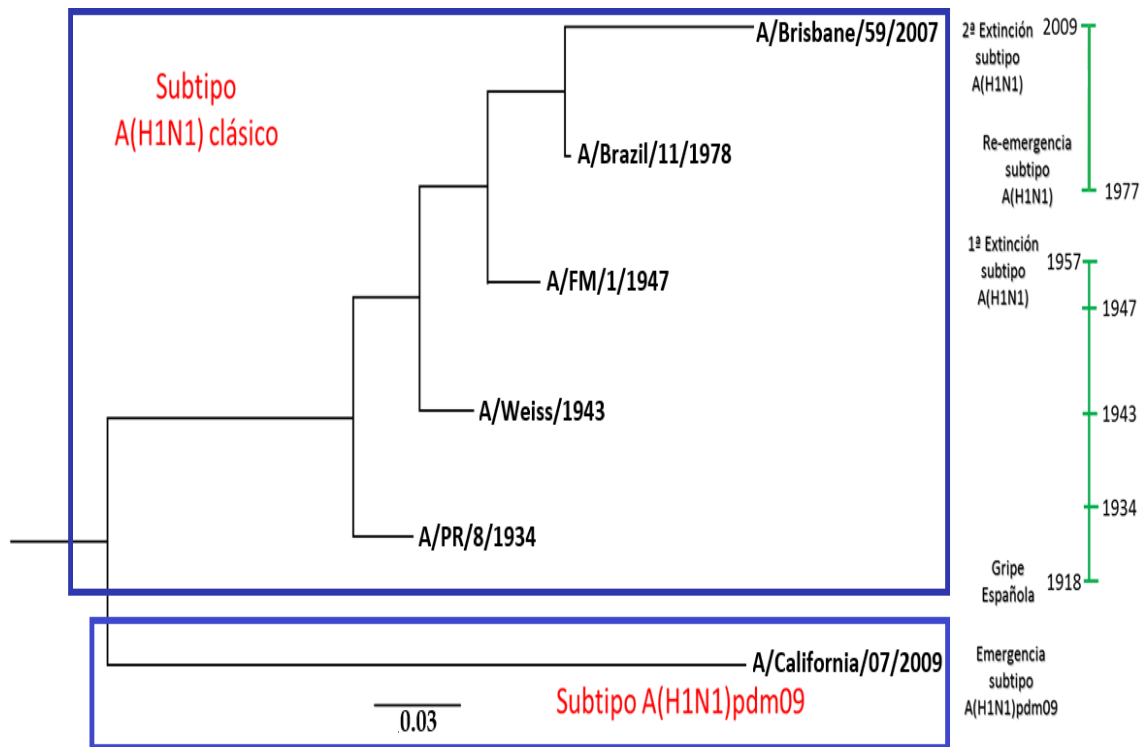 Subtipo
A(H1N1) clásico
A/Brisbane/59/2007
A/Brazil/11/1978
A/FM/1/1947
A/Weiss/1943
A/PR/8/1934
A/California/07/2009
Subtipo A(H1N1)pdm09
0.03
2ª Extinción
subtipo
A(H1N1)
2009
Re-emergencia
subtipo
A(H1N1)
1977
1ª Extinción
subtipo
A(H1N1)
1957
1947
1943
1934
Gripe
Española
1918
Emergencia
subtipo
A(H1N1)pdm09